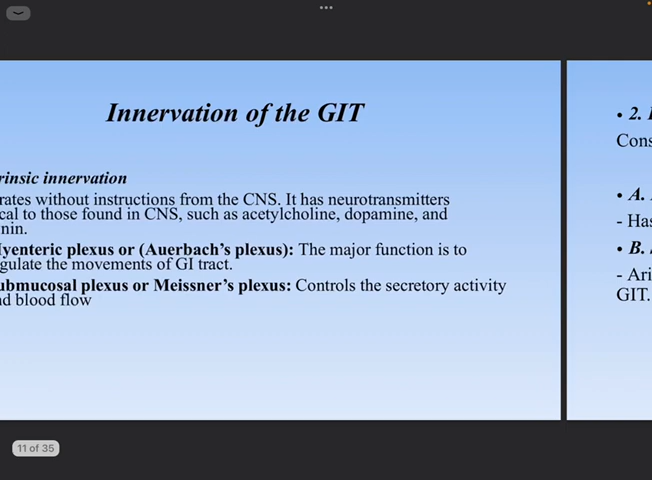 Innervation of the GIT
rinsic innervation
rates without instructions from the CNS. It has neurotransmitters
cal to those found in CNS, such as acetylcholine, dopamine, and
nin.
Myenteric plexus or (Auerbach's plexus): The major function is to
gulate the movements of GI tract.
ubmucosal plexus or Meissner's plexus: Controls the secretory activity
nd blood flow
• 2.
Cons
• A.
- Has
• B.
- Ari
GIT.
11 of 35